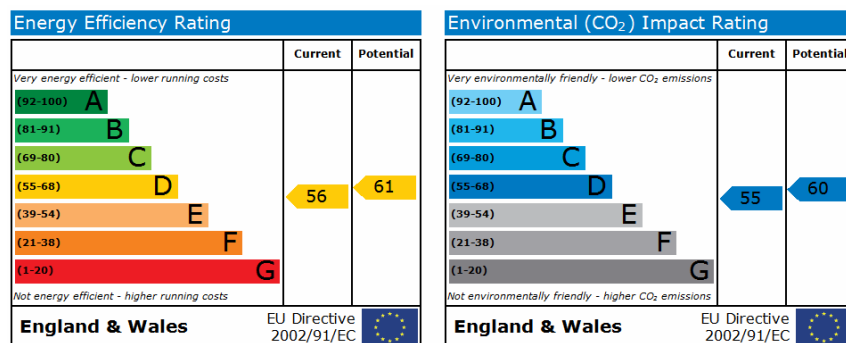 Energy Efficiency Rating
Current Potential
Very energy efficient - lower running costs
(92-100) A
(81-91) B
(69-80) C
(55-68) D
56
61
(39-54) E
(21-38) F
(1-20) G
Not energy efficient - higher running costs
England & Wales
EU Directive
2002/91/EC
Environmental (CO₂) Impact Rating
Current Potential
Very environmentally friendly - lower CO₂ emissions
(92-100) A
(81-91) B
(69-80) C
(55-68) D
55
60
(39-54) E
(21-38) F
(1-20) G
Not environmentally friendly - higher CO₂ emissions
England & Wales
EU Directive
2002/91/EC